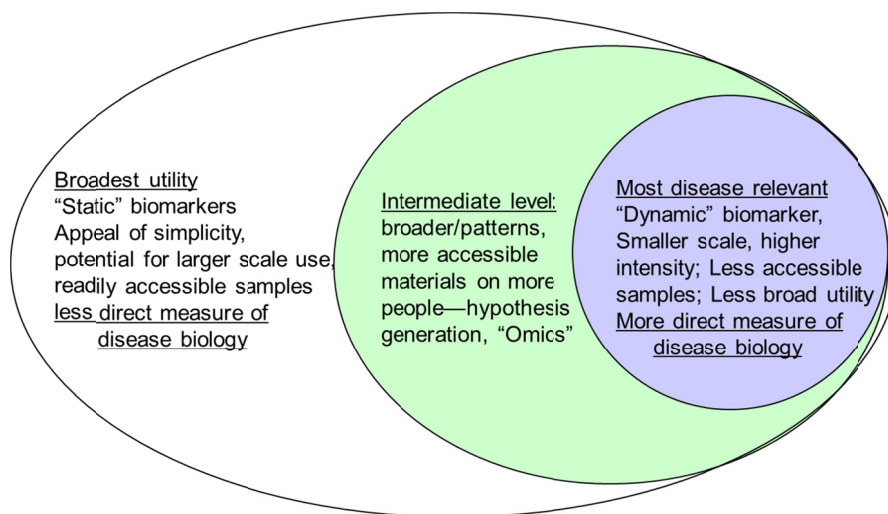 Broadest utility
“Static” biomarkers
Appeal of simplicity,
potential for larger scale use,
readily accessible samples
less direct measure of
disease biology
Intermediate level:
broader/patterns,
more accessible
materials on more
people—hypothesis
generation, “Omics”
Most disease relevant
“Dynamic” biomarker,
Smaller scale, higher
intensity; Less accessible
samples; Less broad utility
More direct measure of
disease biology